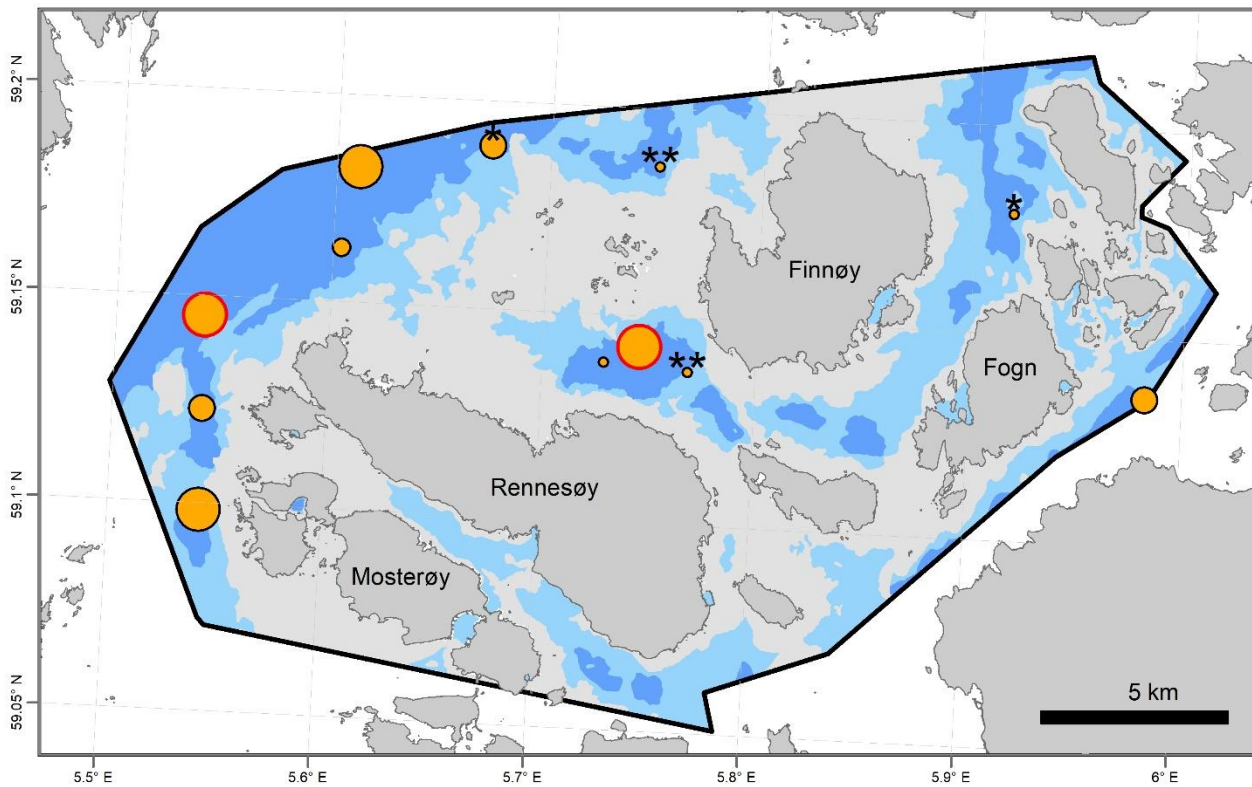 59.2° N
*
**
*
59.15° N
Finnøy
**
Fogn
59.1° N
Rennesøy
Mosterøy
59.05° N
5 km
5.5° E
5.6° E
5.7° E
5.8° E
5.9° E
6° E